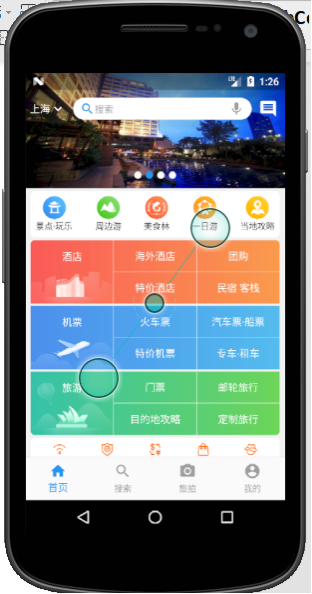 1:26
上海
搜索
景点·玩乐 周边游 美食林 一日游 当地攻略
酒店 海外酒店 团购
特价酒店 民宿 客栈
机票 火车票 汽车票·船票
特价机票 专车·租车
旅游 门票 邮轮旅行
目的地攻略 定制旅行
首页 搜索 旅拍 我的